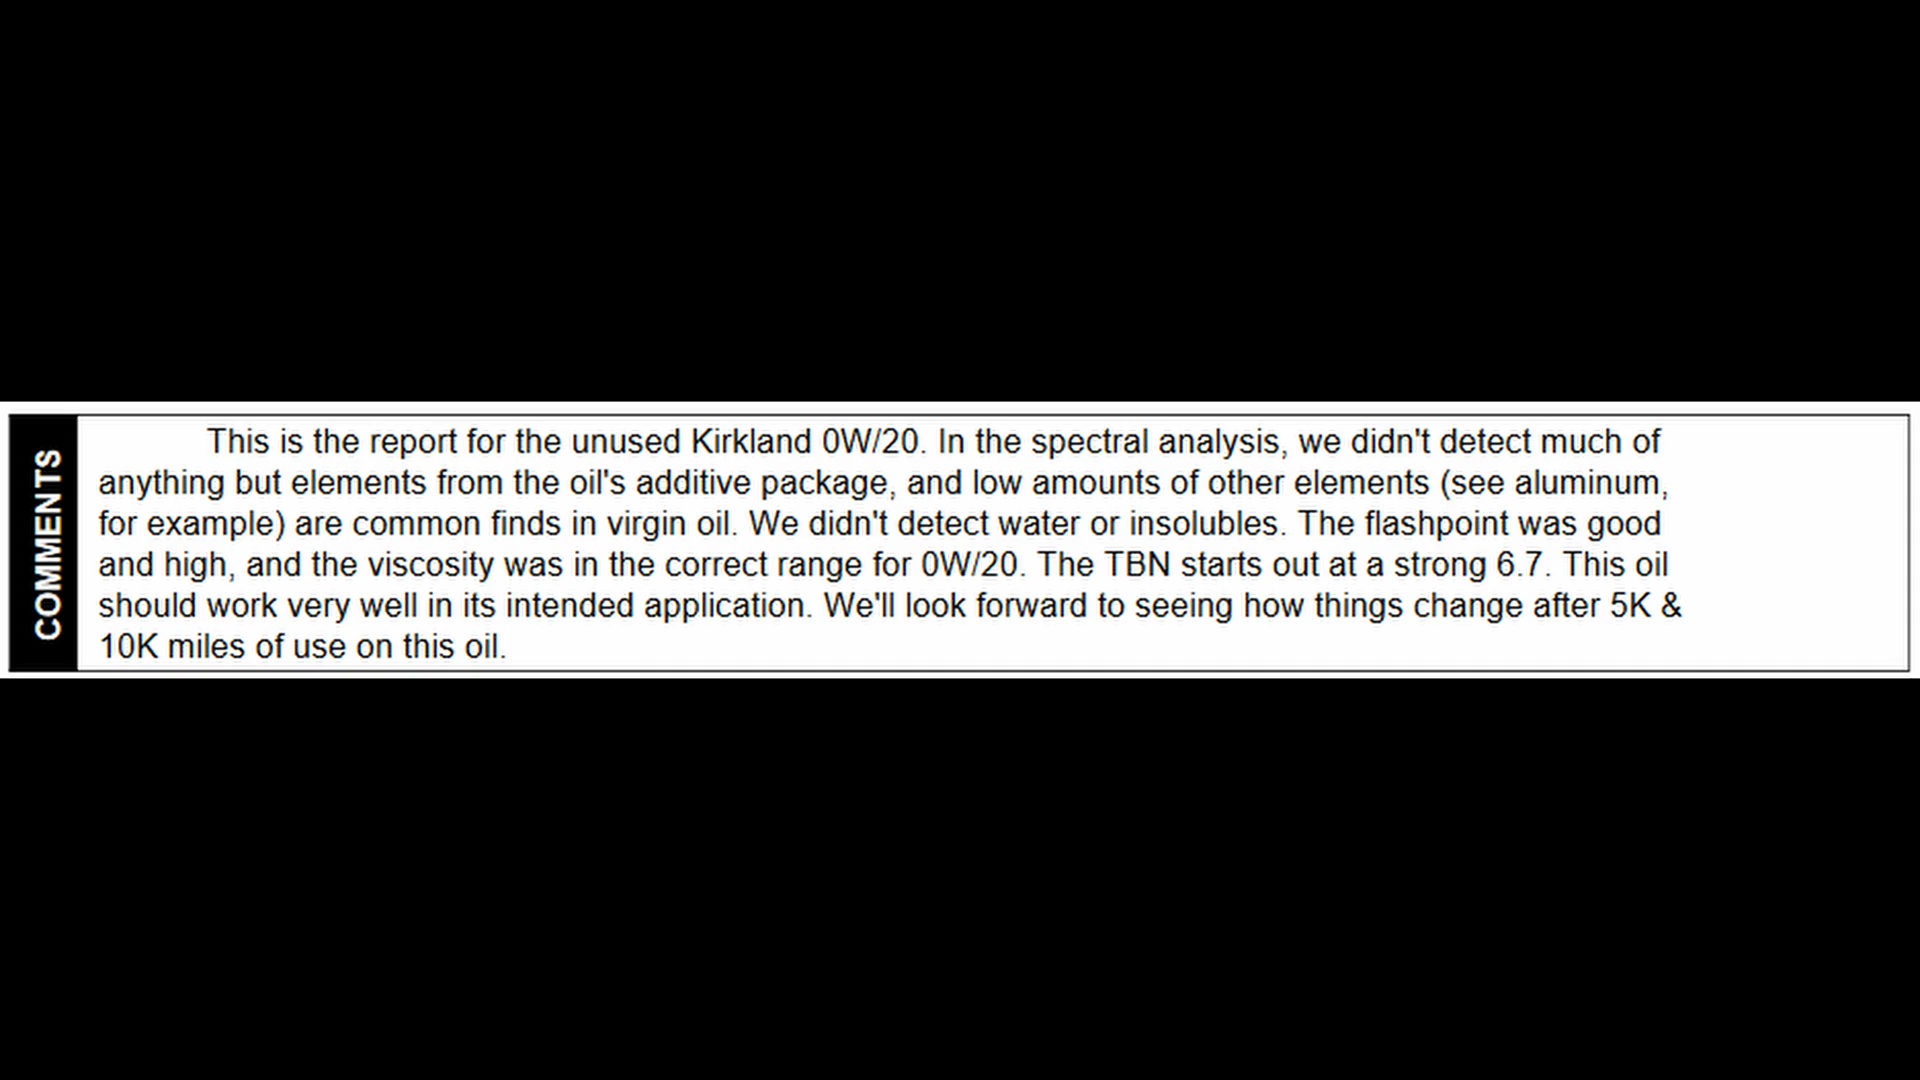 COMMENTS
This is the report for the unused Kirkland 0W/20. In the spectral analysis, we didn't detect much of
anything but elements from the oil's additive package, and low amounts of other elements (see aluminum,
for example) are common finds in virgin oil. We didn't detect water or insolubles. The flashpoint was good
and high, and the viscosity was in the correct range for 0W/20. The TBN starts out at a strong 6.7. This oil
should work very well in its intended application. We'll look forward to seeing how things change after 5K &
10K miles of use on this oil.